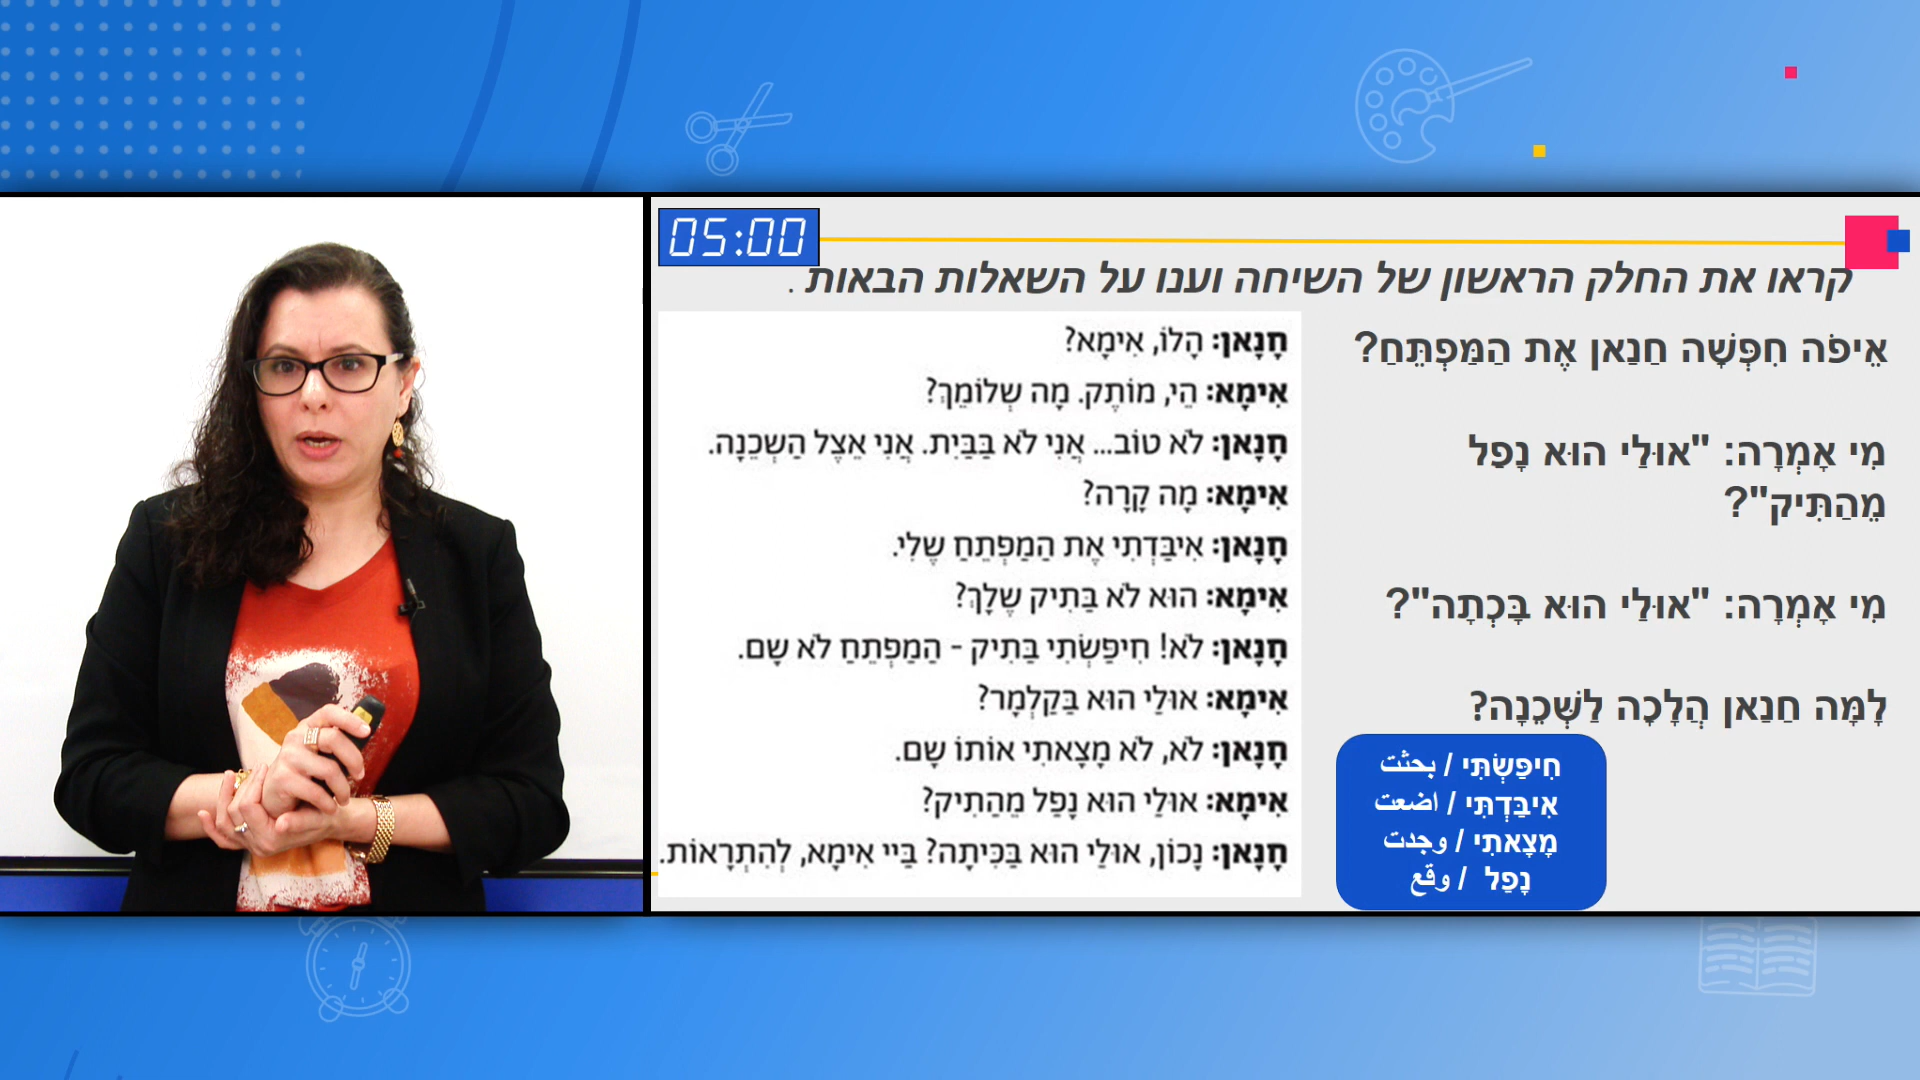 05:00
קראו את החלק הראשון של השיחה וענו על השאלות הבאות .
חָנָאן: הָלוֹ, אִימָא?
אִימָא: הֵי, מוֹתֶק. מָה שְׁלוֹמֵךְ?
חָנָאן: לֹא טוֹב... אֲנִי לֹא בַּבַּיִת. אֲנִי אֵצֶל הַשְׁכֵנָה.
אִימָא: מָה קָרָה?
חָנָאן: אִיבַּדְתִי אֶת הַמַפְתֵחַ שֶׁלִי.
אִימָא: הוּא לֹא בַּתִיק שֶׁלָךְ?
חָנָאן: לֹא! חִיפַּשְׂתִי בַּתִיק - הַמַפְתֵחַ לֹא שָׁם.
אִימָא: אוּלַי הוּא בַּקַלְמָר?
חָנָאן: לֹא, לֹא מָצָאתִי אוֹתוֹ שָׁם.
אִימָא: אוּלַי הוּא נָפַל מֵהַתִיק?
חָנָאן: נָכוֹן, אוּלַי הוּא בַּכִּיתָה? בַּיי אִימָא, לְהִתְרָאוֹת.
אֵיפֹה חִפְּשָׂה חַנַאן אֶת הַמַּפְתֵּחַ?
מִי אָמְרָה: "אוּלַי הוּא נָפַל
מֵהַתִּיק"?
מִי אָמְרָה: "אוּלַי הוּא בָּכְתָה"?
לָמָּה חַנַאן הֲלָכָה לַשְּׁכֵנָה?
חִיפַּשְׂתִּי / بحثت
אִיבַּדְתִּי / اضعت
מָצָאתִי / وجدت
נָפַל / وقع